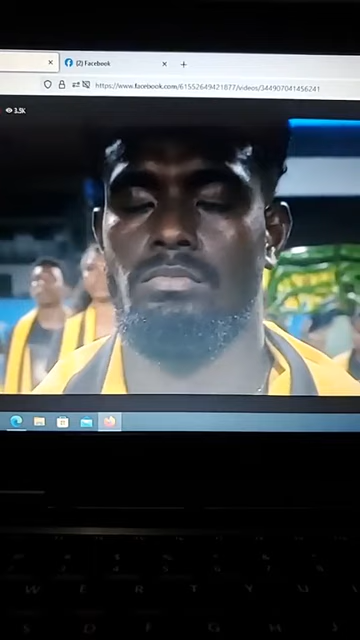 (2) Facebook
https://www.facebook.com/61552649421877/videos/344907041456241
3.5K
W E R T Y U
S D F G H